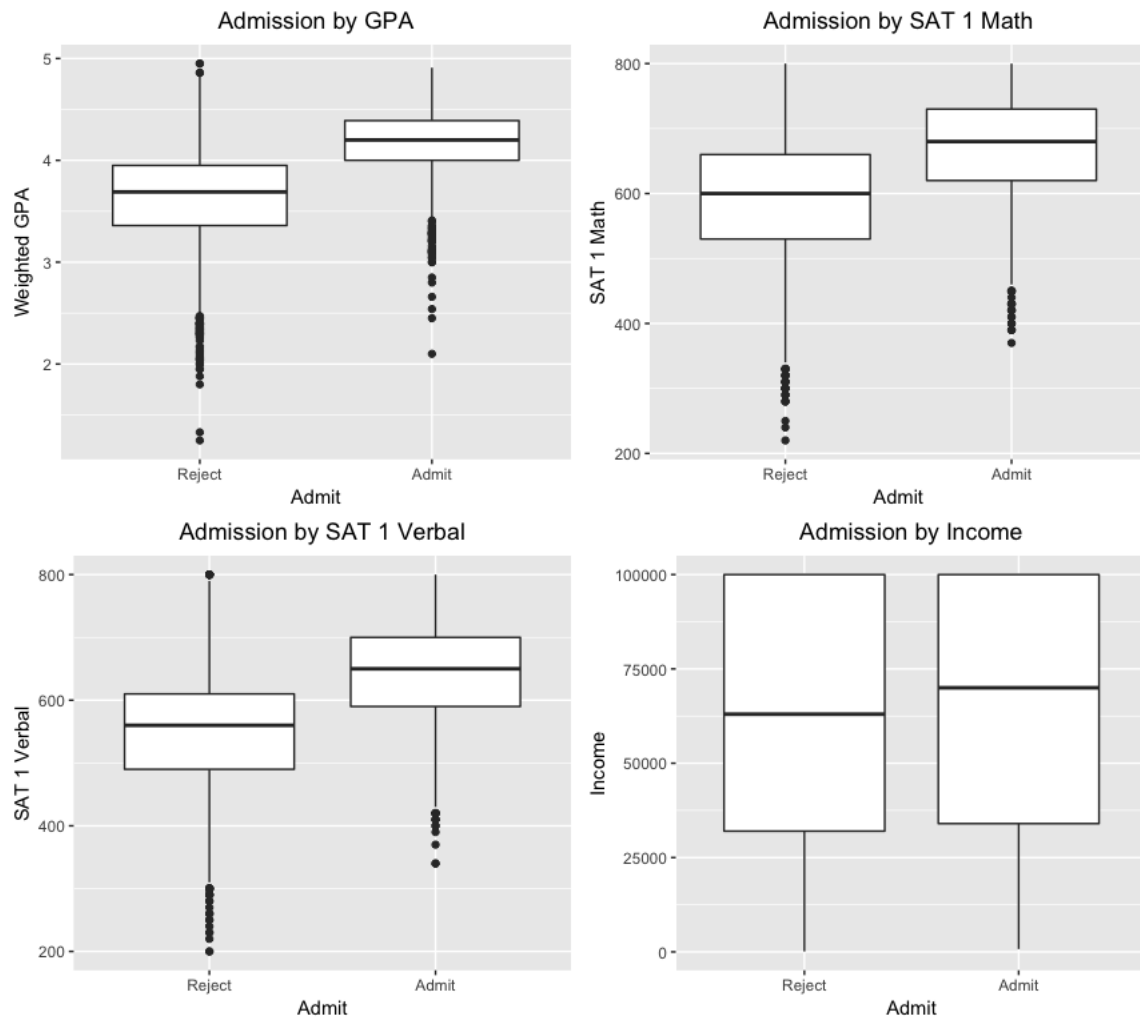 Admission by GPA
5
4
3
2
Weighted GPA
Reject
Admit
Admit
Admission by SAT 1 Math
800
600
400
200
SAT 1 Math
Reject
Admit
Admit
Admission by SAT 1 Verbal
800
600
400
200
SAT 1 Verbal
Reject
Admit
Admit
Admission by Income
100000
75000
50000
25000
0
Income
Reject
Admit
Admit